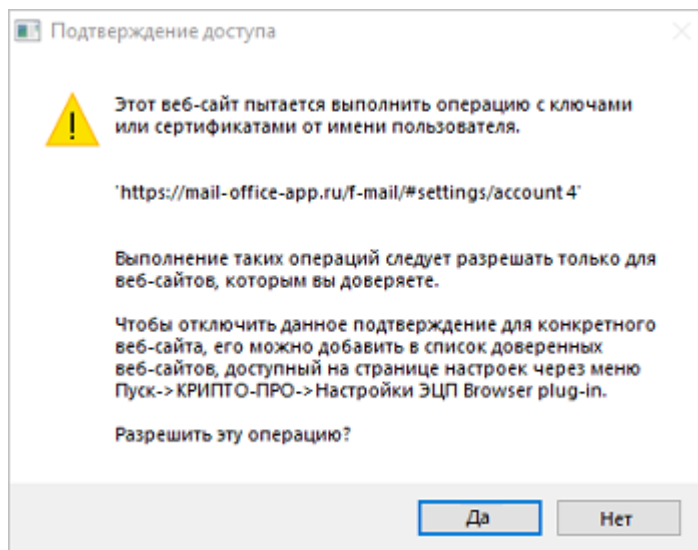 Подтверждение доступа
Этот веб-сайт пытается выполнить операцию с ключами
или сертификатами от имени пользователя.
'https://mail-office-app.ru/f-mail/#settings/account 4'
Выполнение таких операций следует разрешать только для
веб-сайтов, которым вы доверяете.
Чтобы отключить данное подтверждение для конкретного
веб-сайта, его можно добавить в список доверенных
веб-сайтов, доступный на странице настроек через меню
Пуск->КРИПТО-ПРО->Настройки ЭЦП Browser plug-in.
Разрешить эту операцию?
Да Нет